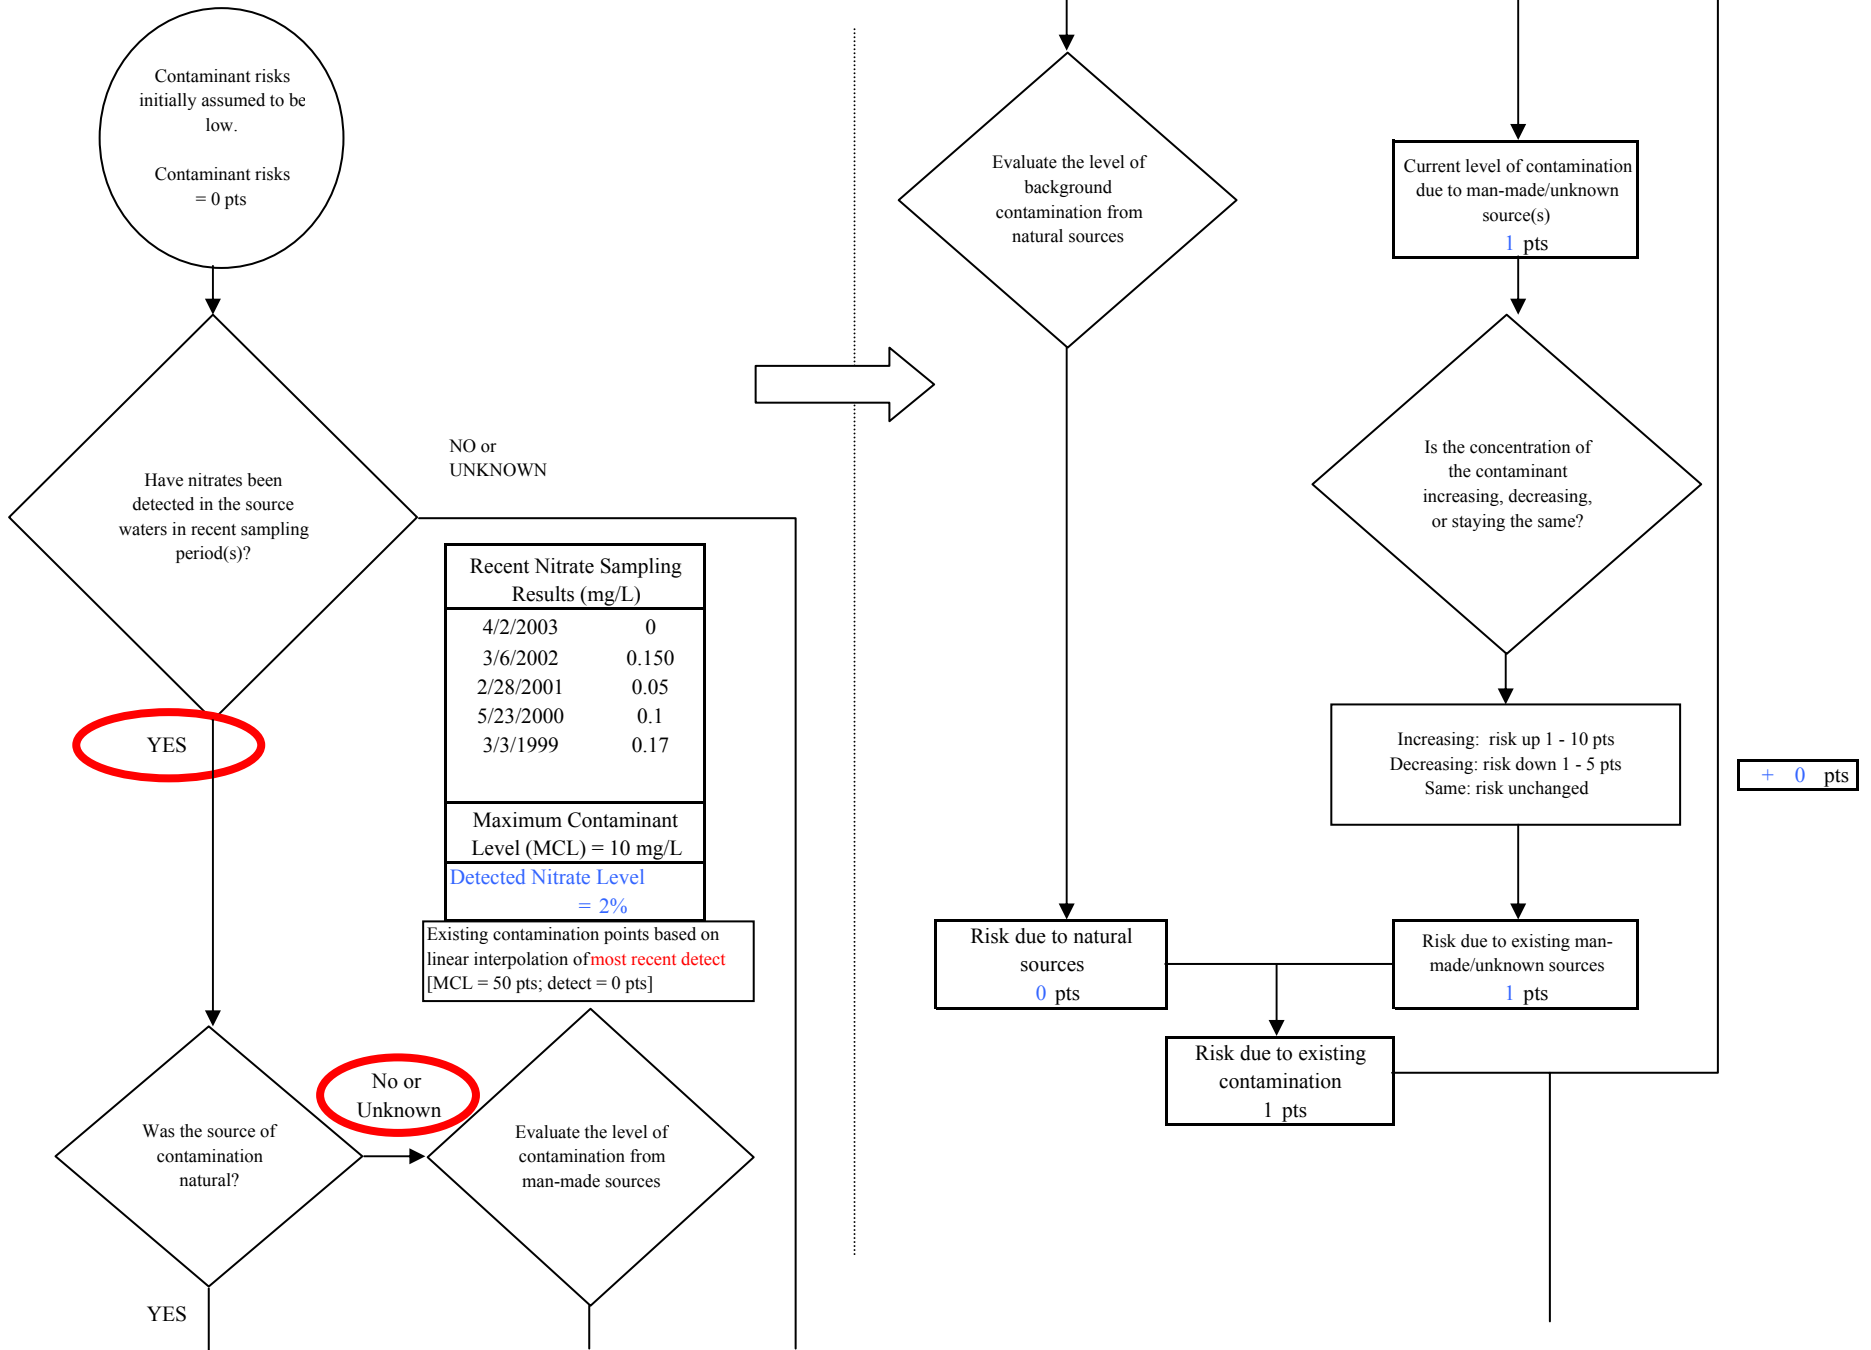 Contaminant risks
initially assumed to be
low.
Contaminant risks
= 0 pts
Have nitrates been
detected in the source
waters in recent sampling
period(s)?
NO or
UNKNOWN
YES
Recent Nitrate Sampling
Results (mg/L)
4/2/2003 0
3/6/2002 0.150
2/28/2001 0.05
5/23/2000 0.1
3/3/1999 0.17
Maximum Contaminant
Level (MCL) = 10 mg/L
Detected Nitrate Level
= 2%
Existing contamination points based on
linear interpolation of most recent detect
[MCL = 50 pts; detect = 0 pts]
Was the source of
contamination
natural?
No or
Unknown
Evaluate the level of
contamination from
man-made sources
YES
Evaluate the level of
background
contamination from
natural sources
Current level of contamination
due to man-made/unknown
source(s)
1 pts
Is the concentration of
the contaminant
increasing, decreasing,
or staying the same?
Increasing: risk up 1 - 10 pts
Decreasing: risk down 1 - 5 pts
Same: risk unchanged
+ 0 pts
Risk due to natural
sources
0 pts
Risk due to existing man-
made/unknown sources
1 pts
Risk due to existing
contamination
1 pts